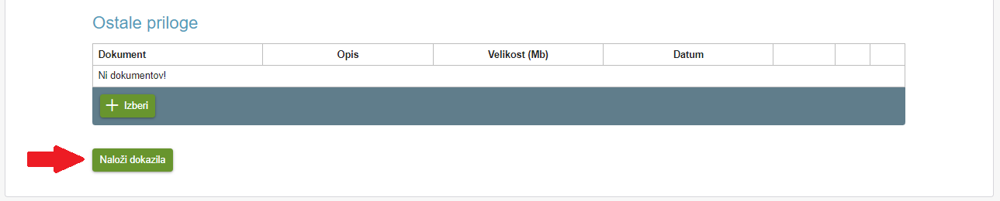 Ostale priloge
Dokument Opis Velikost (Mb) Datum
Ni dokumentov!
Izberi
Naloži dokazila